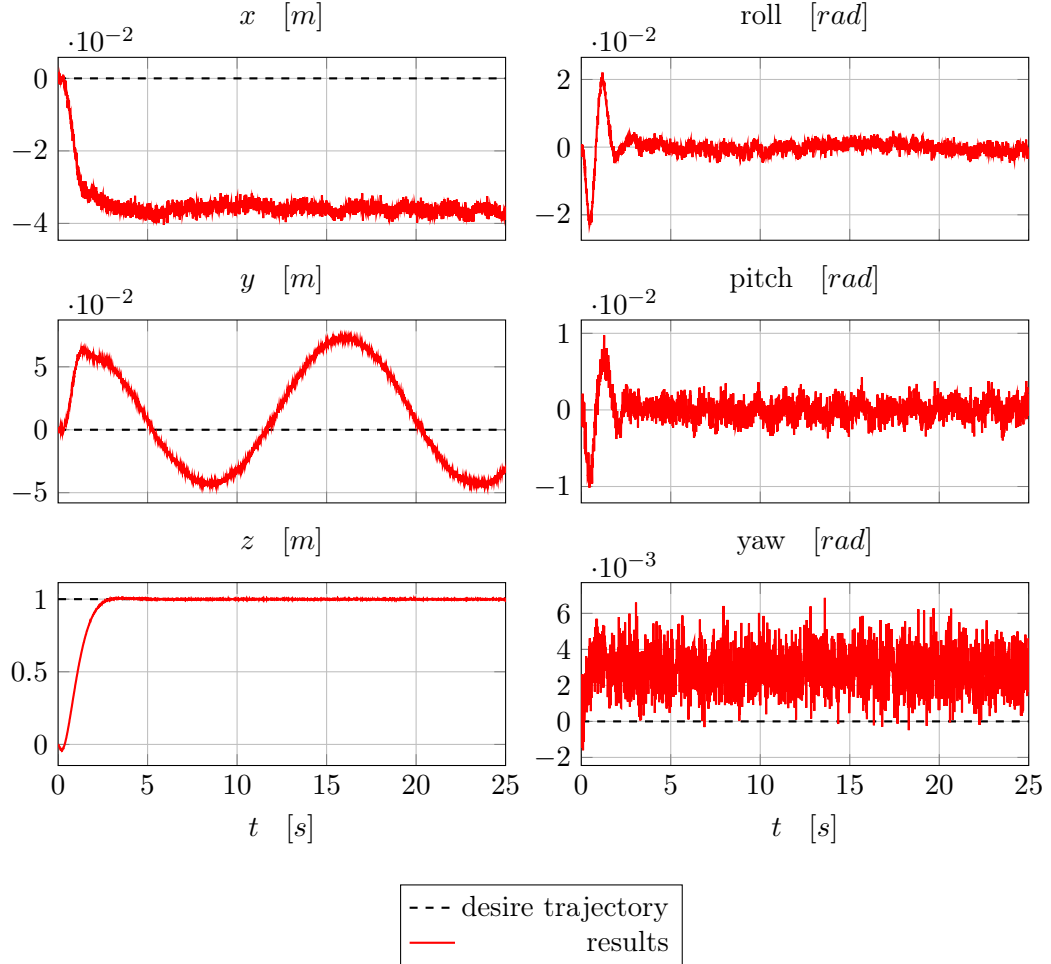 x [m]
roll [rad]
·10−2
0
−2
−4
2
0
−2
y [m]
pitch [rad]
·10−2
·10−2
5
0
−5
1
0
−1
z [m]
yaw [rad]
·10−3
1
0.5
0
6
4
2
0
−2
0 5 10 15 20 25
0 5 10 15 20 25
t [s]
t [s]
desire trajectory
results
·10−2